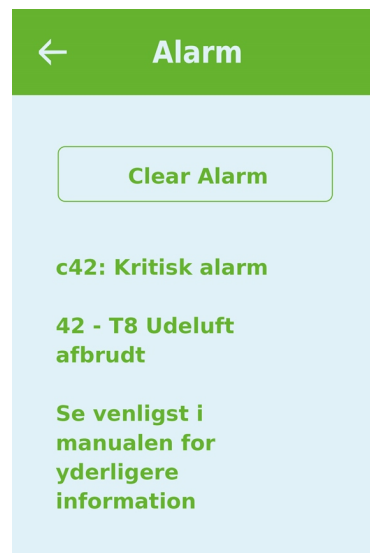 Alarm
Clear Alarm
c42: Kritisk alarm
42 - T8 Udeluft
afbrudt
Se venligst i
manualen for
yderligere
information